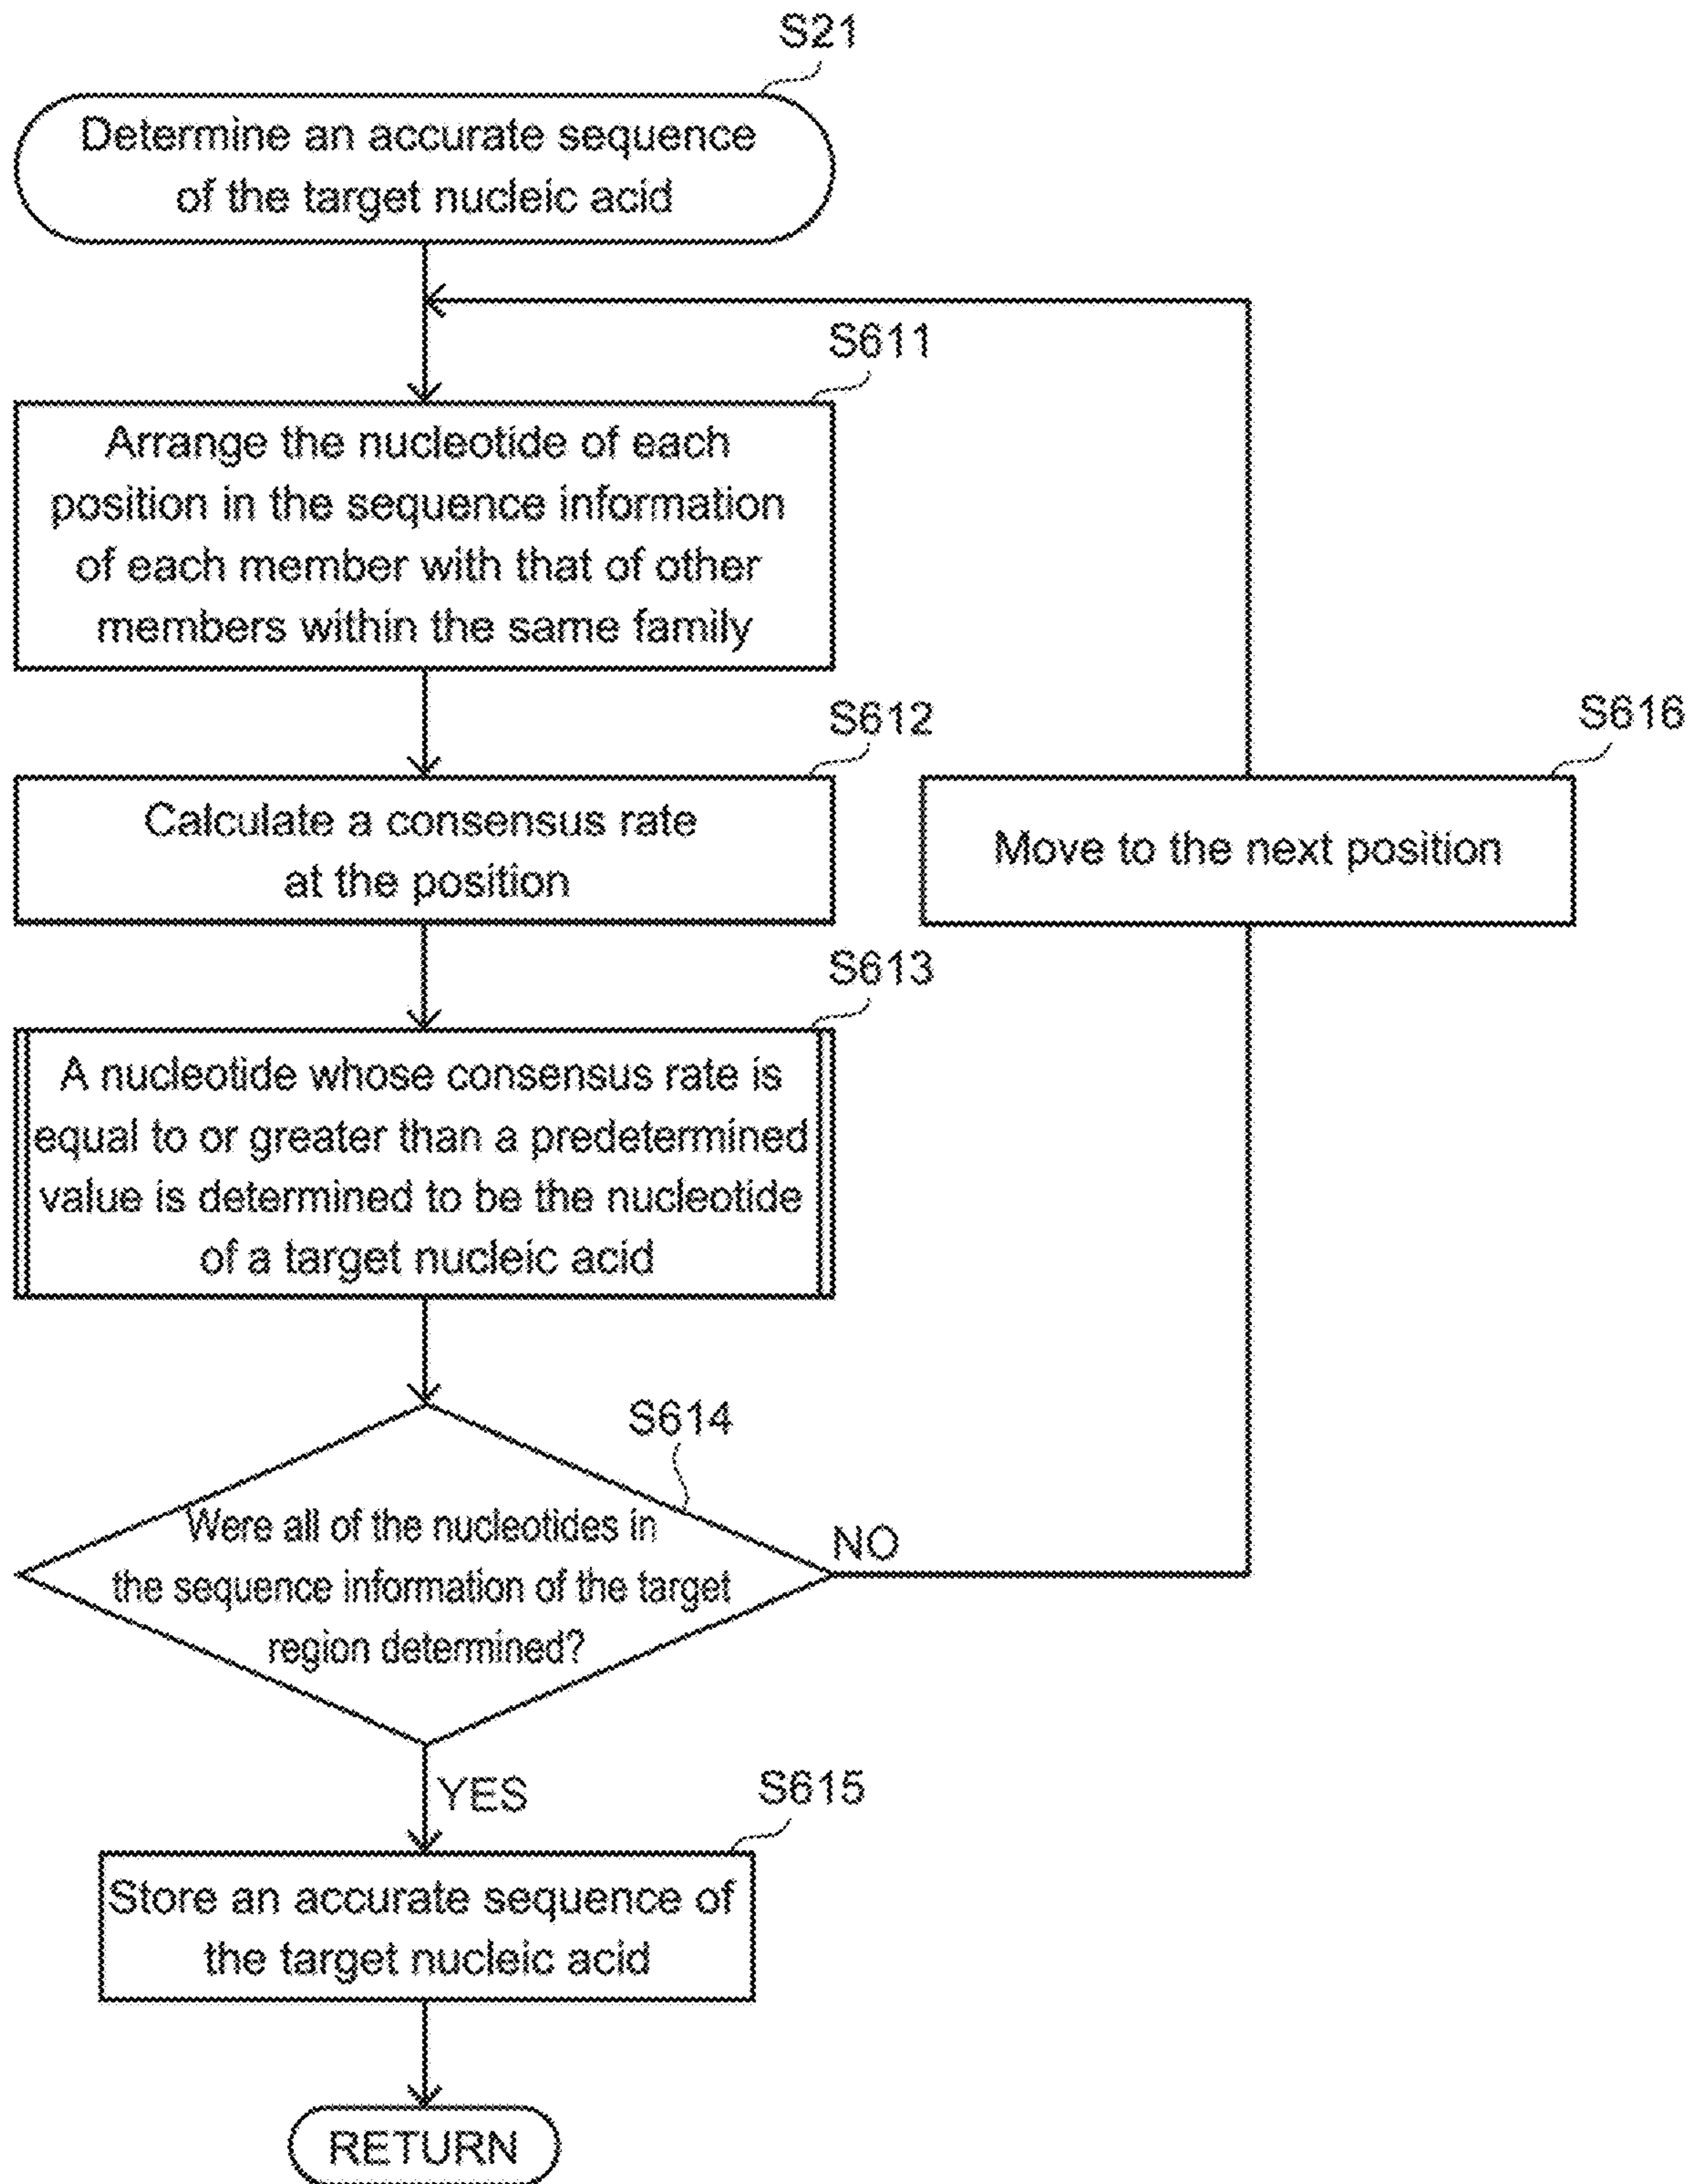 S21
Determine an accurate sequence
of the target nucleic acid
S611
Arrange the nucleotide of each
position in the sequence information
of each member with that of other
members within the same family
S612
Calculate a consensus rate
at the position
S616
Move to the next position
S613
A nucleotide whose consensus rate is
equal to or greater than a predetermined
value is determined to be the nucleotide
of a target nucleic acid
S614
Were all of the nucleotides in
the sequence information of the target
region determined?
NO
YES
S615
Store an accurate sequence of
the target nucleic acid
RETURN